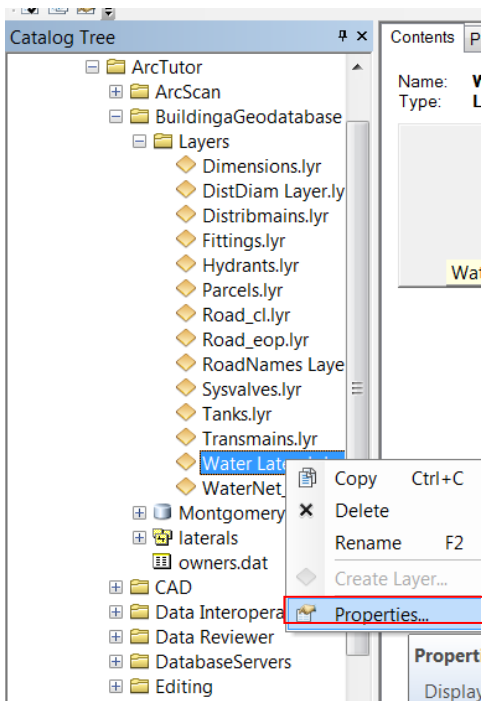 Catalog Tree
ArcTutor
ArcScan
BuildingaGeodatabase
Layers
Dimensions.lyr
DistDiam Layer.ly
Distribmains.lyr
Fittings.lyr
Hydrants.lyr
Parcels.lyr
Road_cl.lyr
Road_eop.lyr
RoadNames Laye
Sysvalves.lyr
Tanks.lyr
Transmains.lyr
Water Late
WaterNet_
Montgomery
laterals
owners.dat
CAD
Data Interopera
Data Reviewer
DatabaseServers
Editing
Contents P
Name: W
Type: L
Wat
Copy Ctrl+C
Delete
Rename F2
Create Layer...
Properties...
Propert
Display